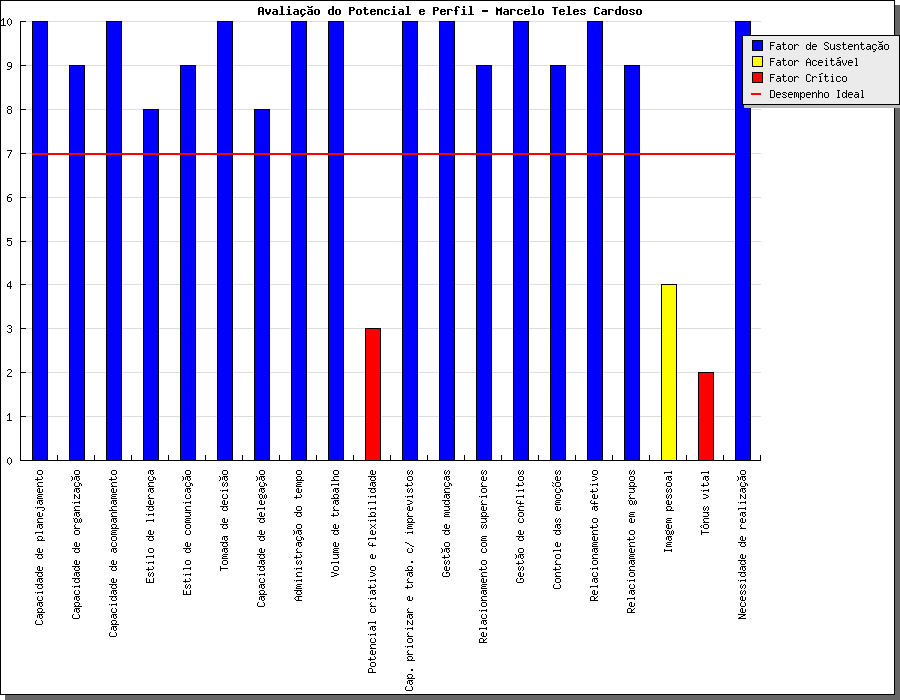 Avaliação do Potencial e Perfil - Marcelo Teles Cardoso
Fator de Sustentação
Fator Aceitável
Fator Crítico
Desempenho Ideal
10
9
8
7
6
5
4
3
2
1
0
Capacidade de planejamento
Capacidade de organização
Capacidade de acompanhamento
Estilo de liderança
Estilo de comunicação
Tomada de decisão
Capacidade de delegação
Administração do tempo
Volume de trabalho
Potencial criativo e flexibilidade
Cap. priorizar e trab. c/ imprevistos
Gestão de mudanças
Relacionamento com superiores
Gestão de conflitos
Controle das emoções
Relacionamento afetivo
Relacionamento em grupos
Imagem pessoal
Tônus vital
Necessidade de realização